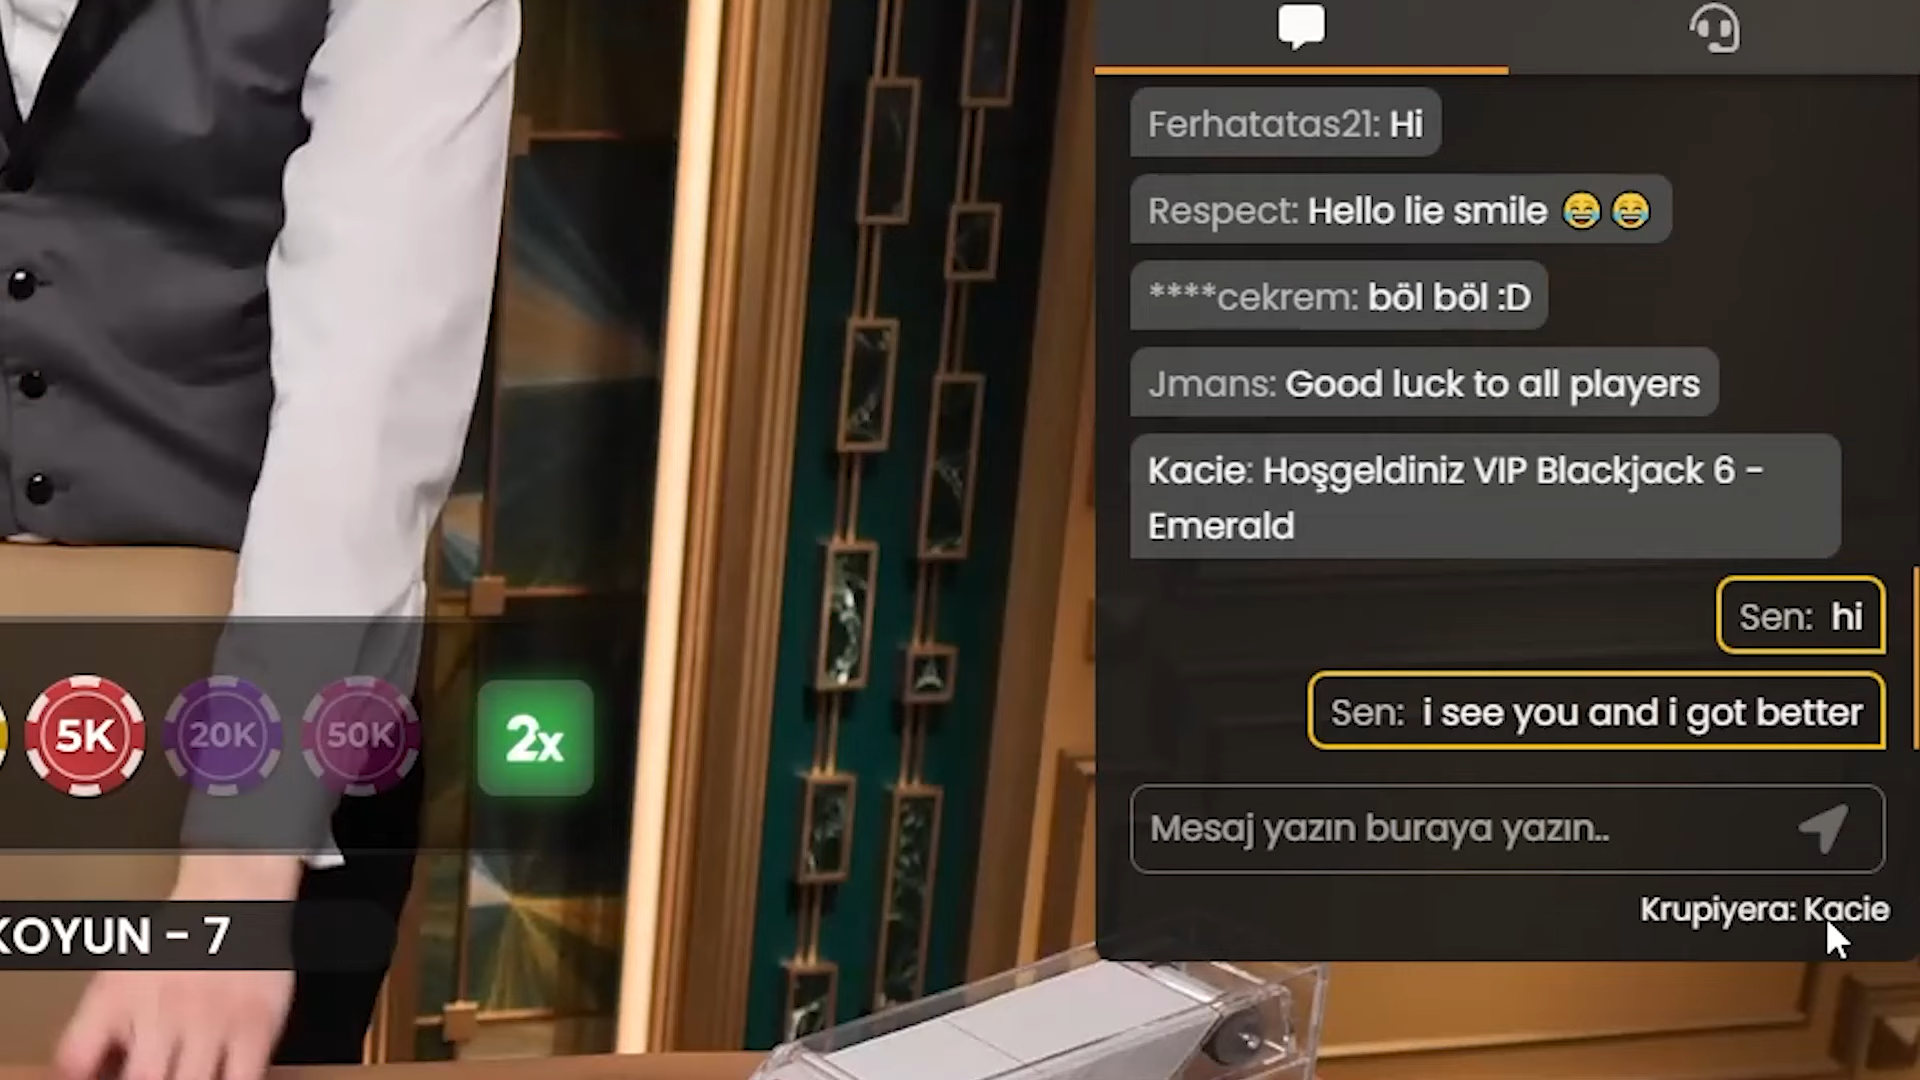 Ferhatatas21: Hi
Respect: Hello lie smile 😂 😂
****cekrem: böl böl :D
Jmans: Good luck to all players
Kacie: Hoşgeldiniz VIP Blackjack 6 -
Emerald
Sen: hi
Sen: i see you and i got better
5K
20K
50K
2x
Mesaj yazın buraya yazın..
Krupiyera: Kacie
KOYUN - 7